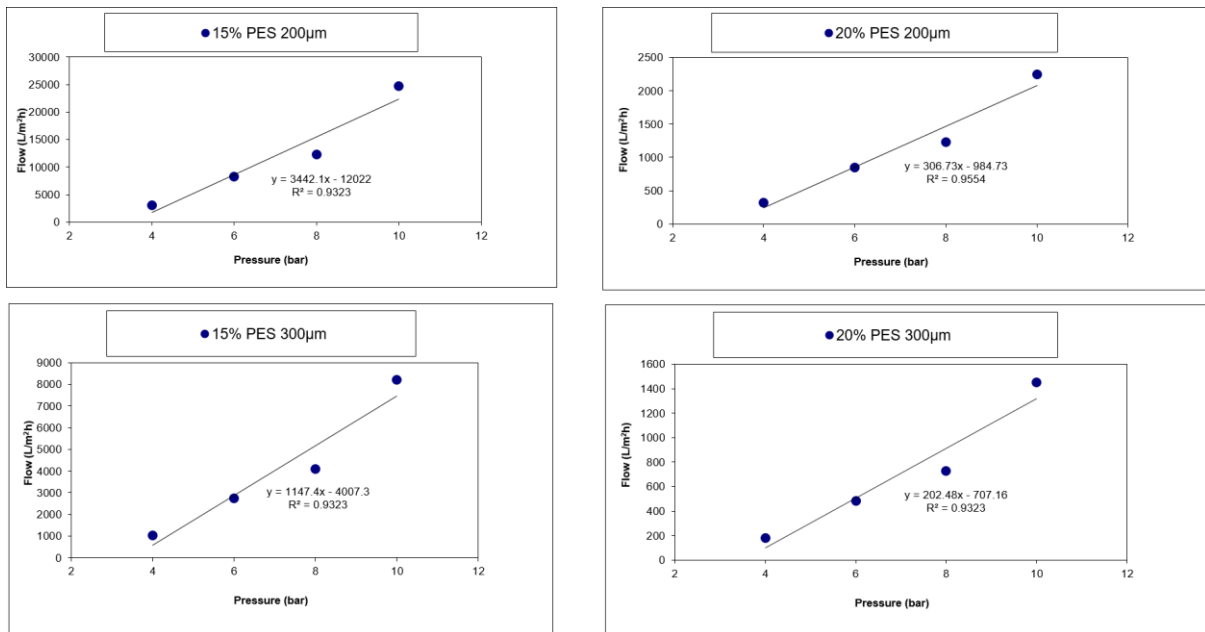 15% PES 200µm
30000
25000
20000
15000
10000
5000
0
Flow (L/m²h)
y = 3442.1x - 12022
R² = 0.9323
2 4 6 8 10 12
Pressure (bar)
20% PES 200µm
2500
2000
1500
1000
500
0
Flow (L/m²h)
y = 306.73x - 984.73
R² = 0.9554
2 4 6 8 10 12
Pressure (bar)
15% PES 300µm
9000
8000
7000
6000
5000
4000
3000
2000
1000
0
Flow (L/m²h)
y = 1147.4x - 4007.3
R² = 0.9323
2 4 6 8 10 12
Pressure (bar)
20% PES 300µm
1600
1400
1200
1000
800
600
400
200
0
Flow (L/m²h)
y = 202.48x - 707.16
R² = 0.9323
2 4 6 8 10 12
Pressure (bar)